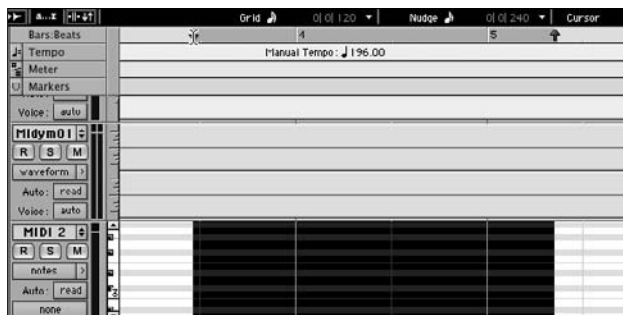 a...z Grid 0| 0| 120 Nudge 0| 0| 240 Cursor
Bars:Beats 4 5
Tempo Manual Tempo: ♩196.00
Meter
Markers
Voice: auto
MIdym01
R S M
waveform
Auto: read
Voice: auto
MIDI 2
R S M
notes
Auto: read
none